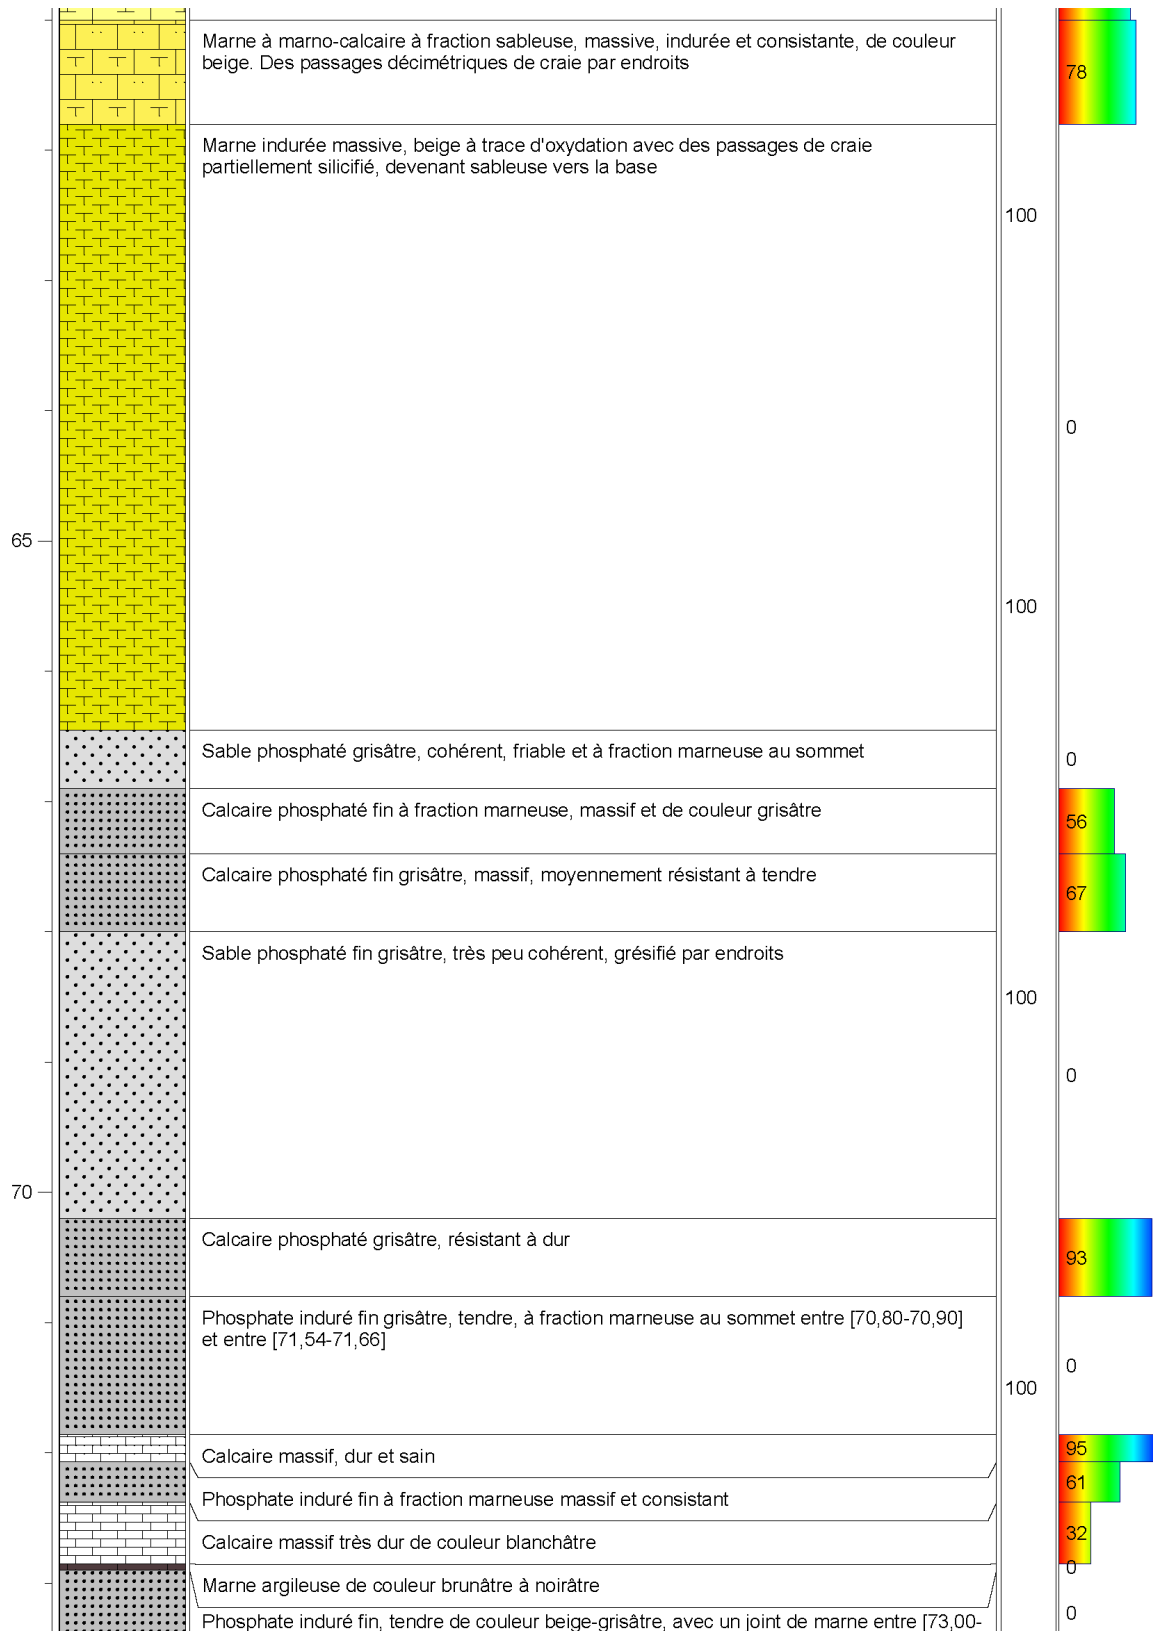 Marne à marno-calcaire à fraction sableuse, massive, indurée et consistante, de couleur
beige. Des passages décimétriques de craie par endroits
78
Marne indurée massive, beige à trace d'oxydation avec des passages de craie
partiellement silicifié, devenant sableuse vers la base
100
0
65
100
Sable phosphaté grisâtre, cohérent, friable et à fraction marneuse au sommet
0
Calcaire phosphaté fin à fraction marneuse, massif et de couleur grisâtre
56
Calcaire phosphaté fin grisâtre, massif, moyennement résistant à tendre
67
Sable phosphaté fin grisâtre, très peu cohérent, grésifié par endroits
100
0
70
Calcaire phosphaté grisâtre, résistant à dur
93
Phosphate induré fin grisâtre, tendre, à fraction marneuse au sommet entre [70,80-70,90]
et entre [71,54-71,66]
0
100
Calcaire massif, dur et sain
95
61
Phosphate induré fin à fraction marneuse massif et consistant
32
Calcaire massif très dur de couleur blanchâtre
0
Marne argileuse de couleur brunâtre à noirâtre
0
Phosphate induré fin, tendre de couleur beige-grisâtre, avec un joint de marne entre [73,00-